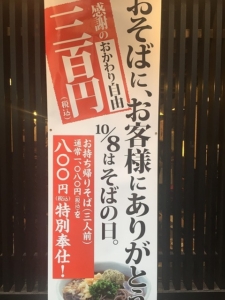 おそばに、お客様にありがとう
10/8はそばの日。
感謝の
おかわり自由
三百円
(税込)
お持ち帰りそば(三人前)
通常一、〇八〇円(税込)を
八〇〇円(税込)特別奉仕!